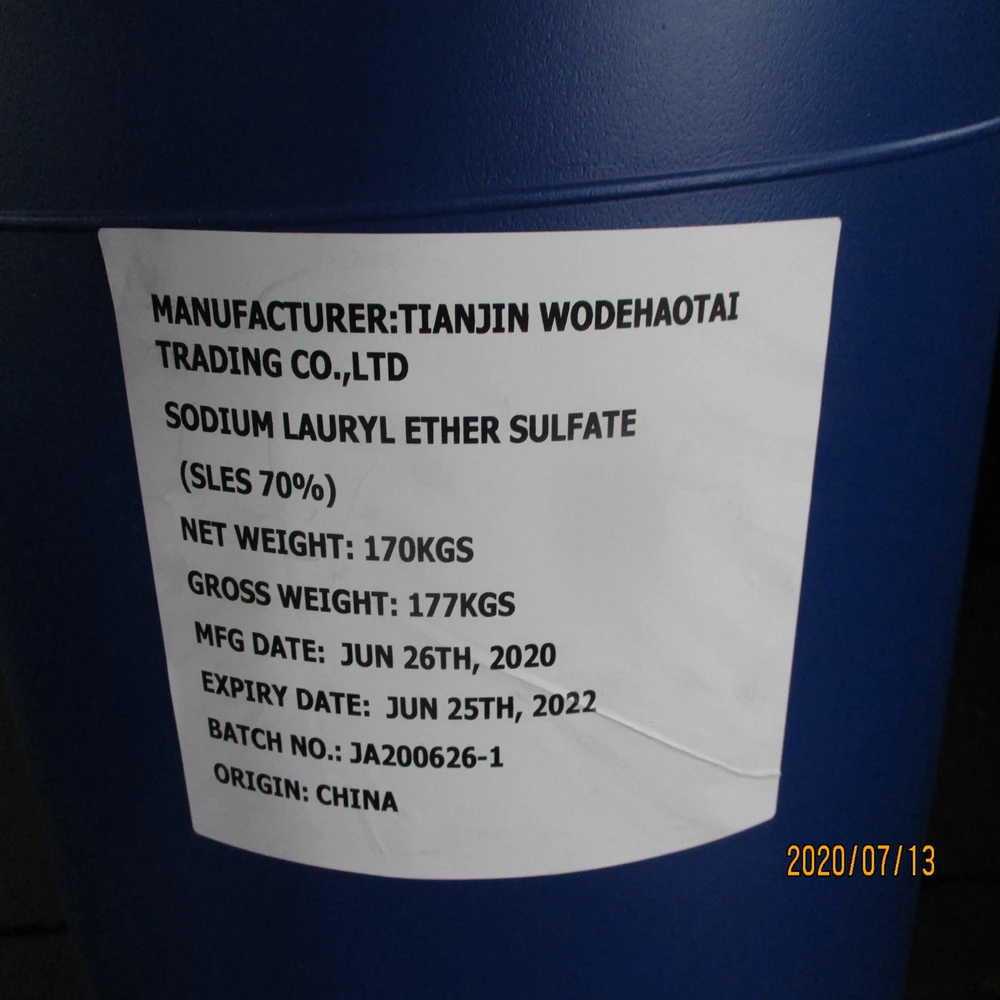 MANUFACTURER:TIANJIN WODEHAOTAI
TRADING CO.,LTD
SODIUM LAURYL ETHER SULFATE
(SLES 70%)
NET WEIGHT: 170KGS
GROSS WEIGHT: 177KGS
MFG DATE: JUN 26TH, 2020
EXPIRY DATE: JUN 25TH, 2022
BATCH NO.: JA200626-1
ORIGIN: CHINA
2020/07/13